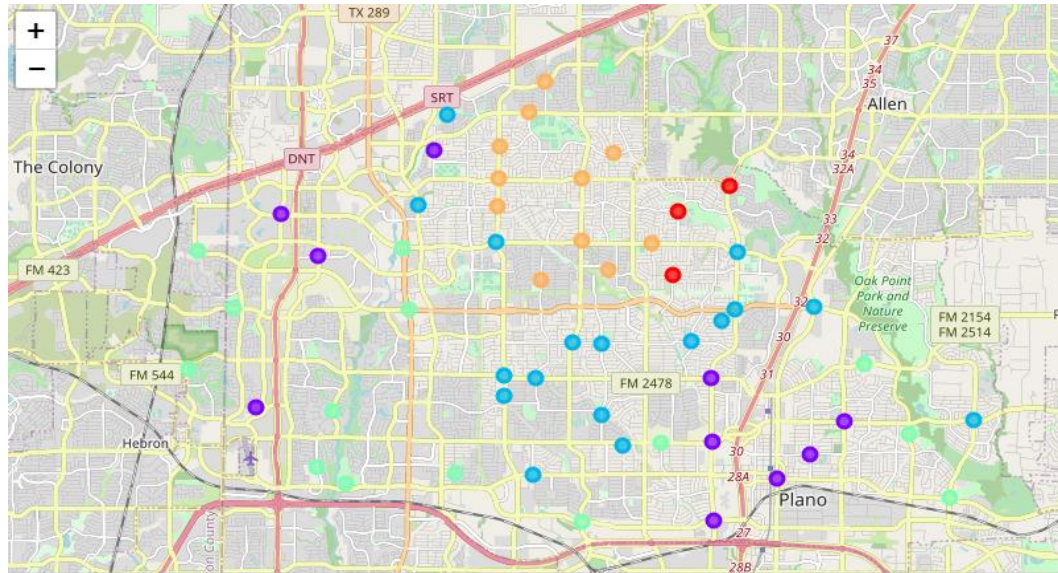 +
−
TX 289
37
34
35
Allen
SRT
DNT
The Colony
34
32A
33
32
FM 423
Oak Point
Park and
Nature
Preserve
32
FM 2154
FM 2514
30
31
FM 544
FM 2478
Hebron
30
28A
Plano
27
28B